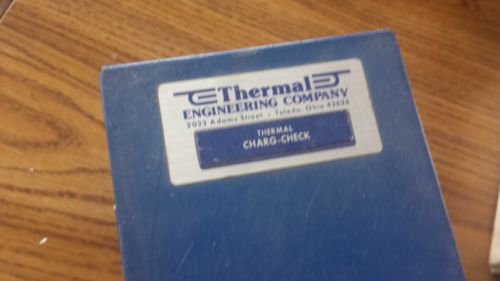 Thermal
ENGINEERING COMPANY
2022 Adams Street • Toledo, Ohio 43624
THERMAL
CHARG-CHECK